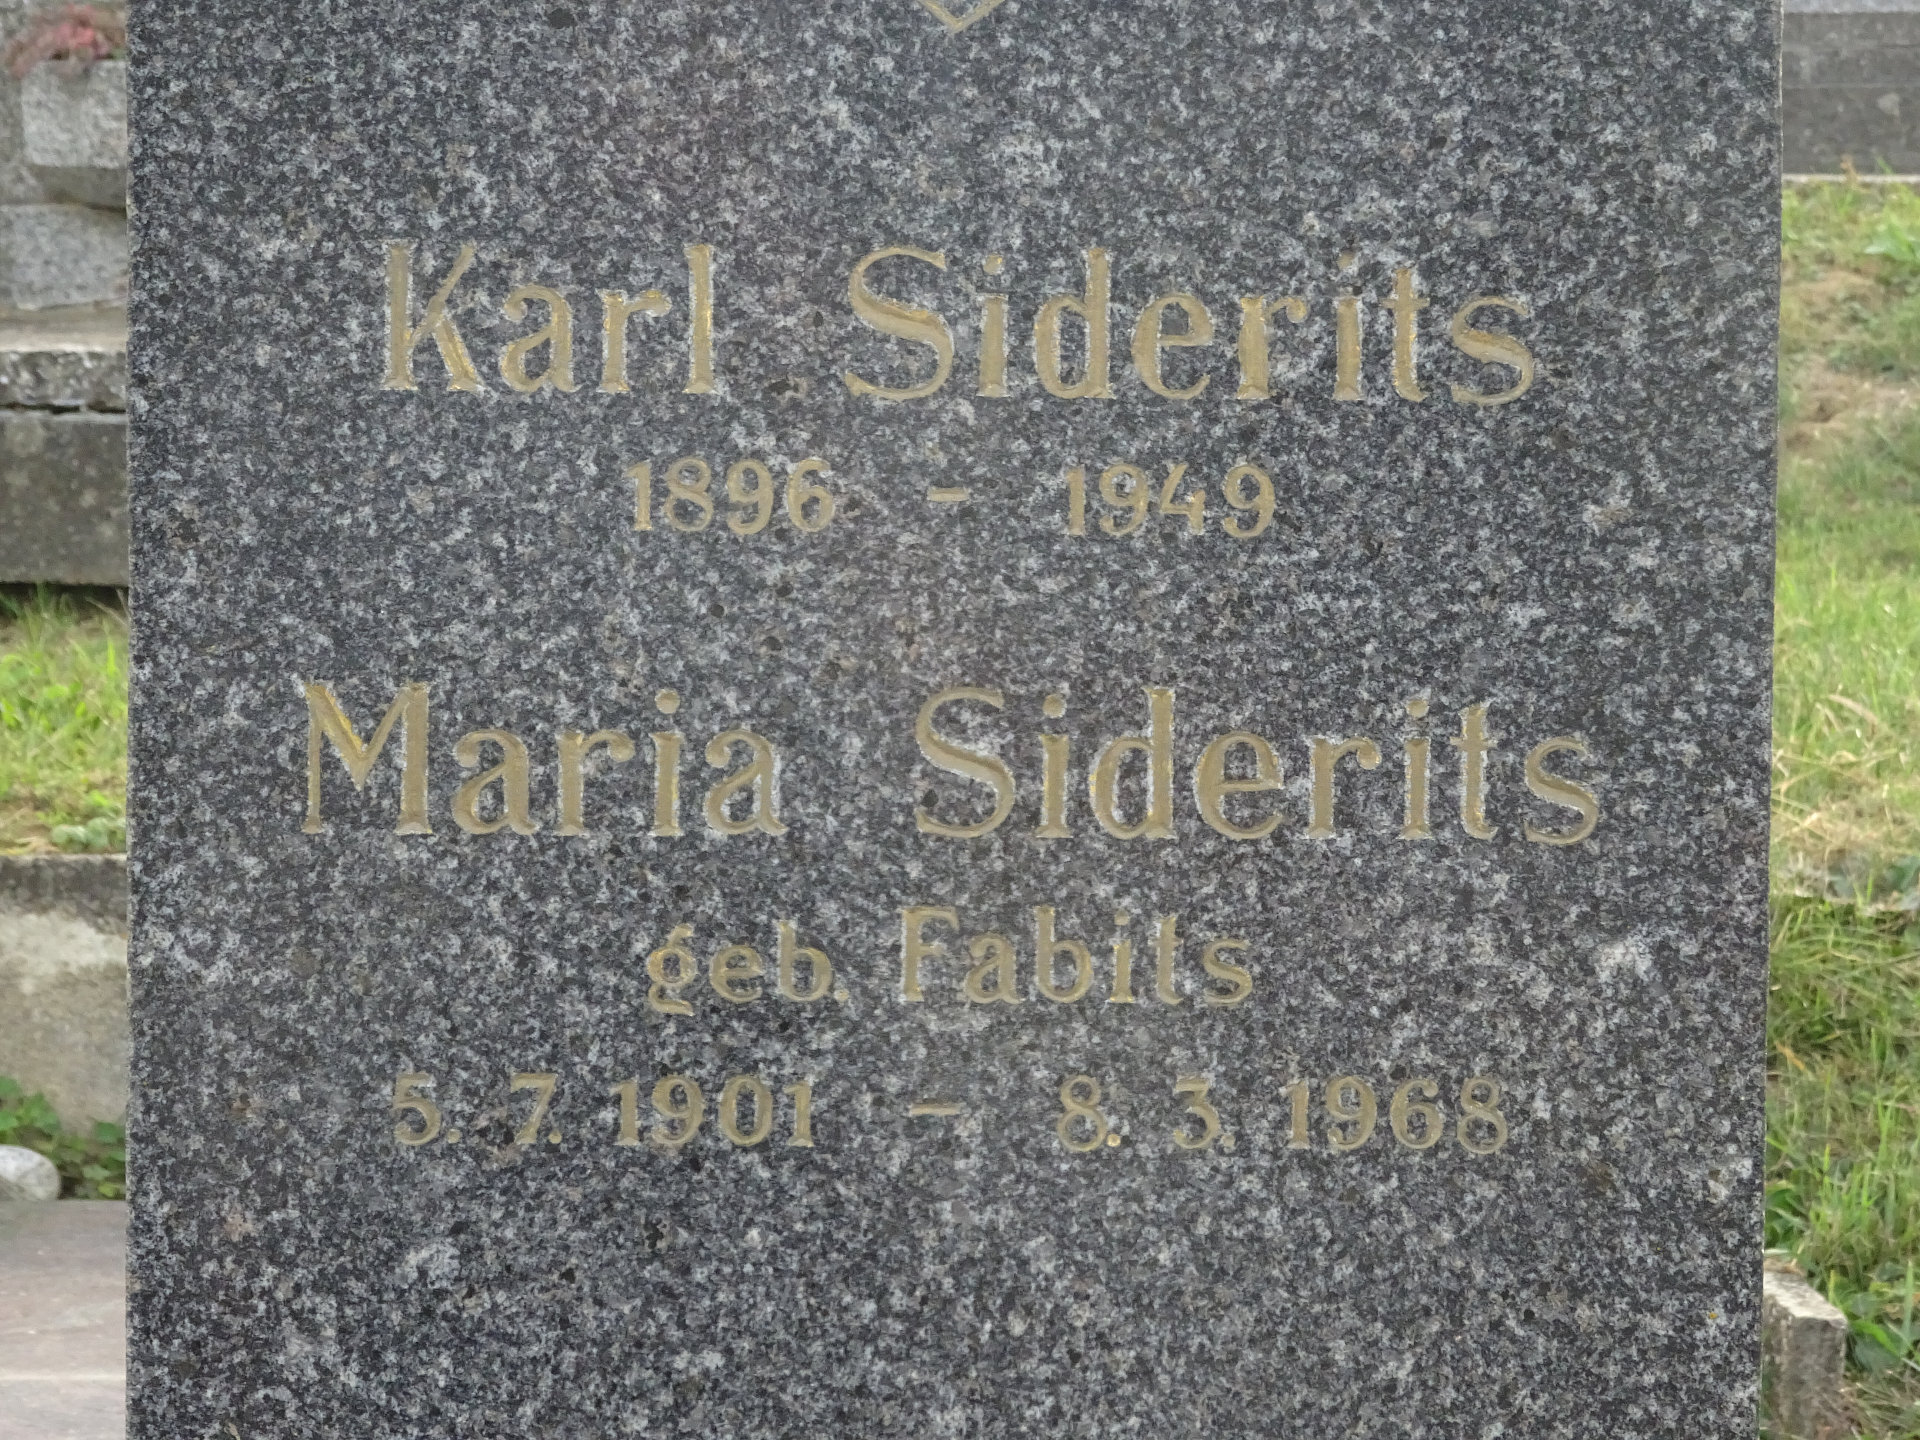 Karl Siderits
1896 - 1949
Maria Siderits
geb. Fabits
5. 7. 1901 - 8. 3. 1968